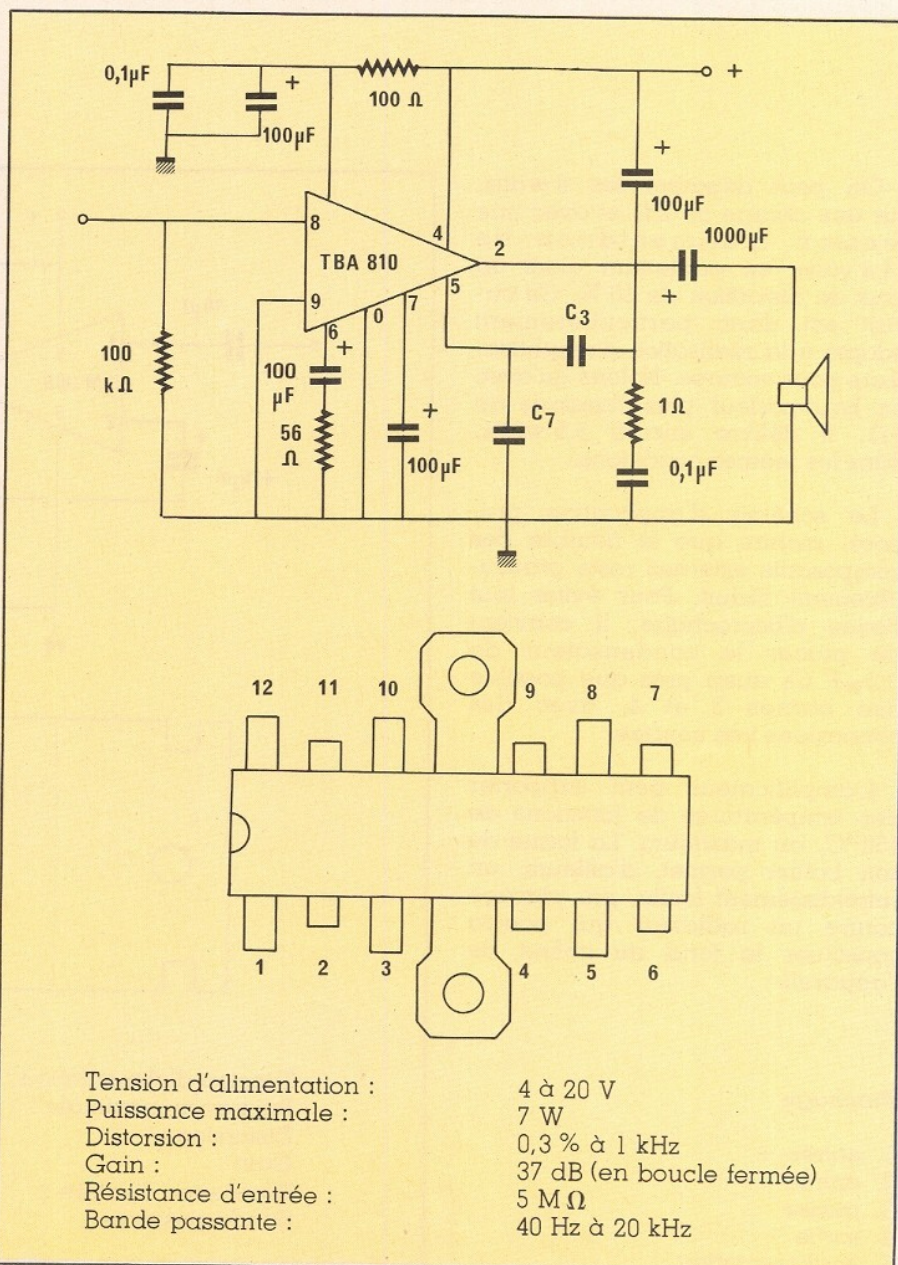 0,1µF
+
100µF
100 Ω
+
+
100µF
1000µF
+
8
9
TBA 810
4
2
5
6
0
7
100 kΩ
+
100 µF
56 Ω
+
100µF
C3
C7
1Ω
0,1µF
12 11 10 9 8 7
1 2 3 4 5 6
Tension d'alimentation : 4 à 20 V
Puissance maximale : 7 W
Distorsion : 0,3 % à 1 kHz
Gain : 37 dB (en boucle fermée)
Résistance d'entrée : 5 MΩ
Bande passante : 40 Hz à 20 kHz